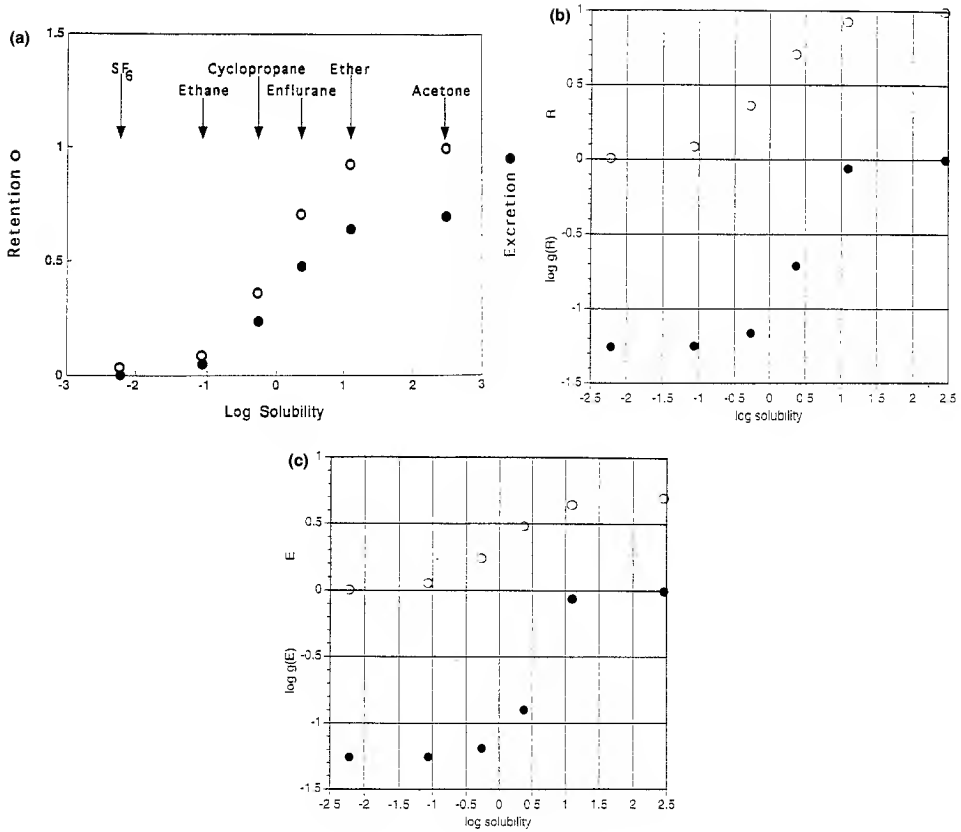 (a)
1.5
1
0.5
0
Retention O
SF6
Ethane
Cyclopropane
Enflurane
Ether
Acetone
-3
-2
-1
0
1
2
3
Log Solubility
Excretion ●
(b)
1
0.5
0
-0.5
-1
-1.5
R
log g(R)
-2.5
-2
-1.5
-1
-0.5
0
0.5
1
1.5
2
2.5
log solubility
(c)
1
0.5
0
-0.5
-1
-1.5
E
log g(E)
-2.5
-2
-1.5
-1
-0.5
0
0.5
1
1.5
2
2.5
log solubility